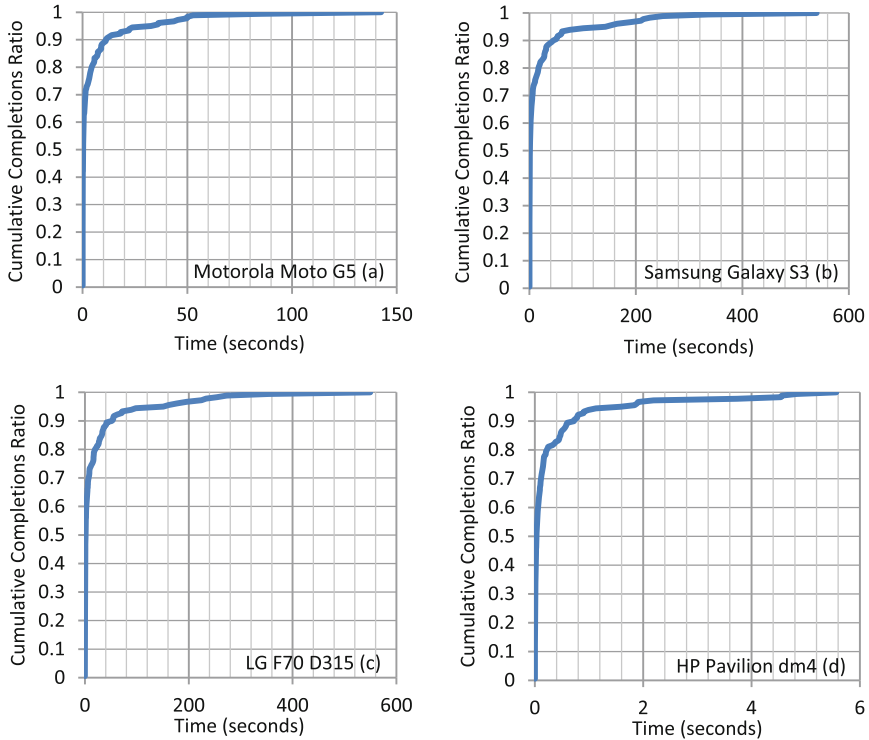 Cumulative Completions Ratio
1
0.9
0.8
0.7
0.6
0.5
0.4
0.3
0.2
0.1
0
Motorola Moto G5 (a)
0 50 100 150
Time (seconds)
Cumulative Completions Ratio
1
0.9
0.8
0.7
0.6
0.5
0.4
0.3
0.2
0.1
0
Samsung Galaxy S3 (b)
0 200 400 600
Time (seconds)
Cumulative Completions Ratio
1
0.9
0.8
0.7
0.6
0.5
0.4
0.3
0.2
0.1
0
LG F70 D315 (c)
0 200 400 600
Time (seconds)
Cumulative Completions Ratio
1
0.9
0.8
0.7
0.6
0.5
0.4
0.3
0.2
0.1
0
HP Pavilion dm4 (d)
0 2 4 6
Time (seconds)